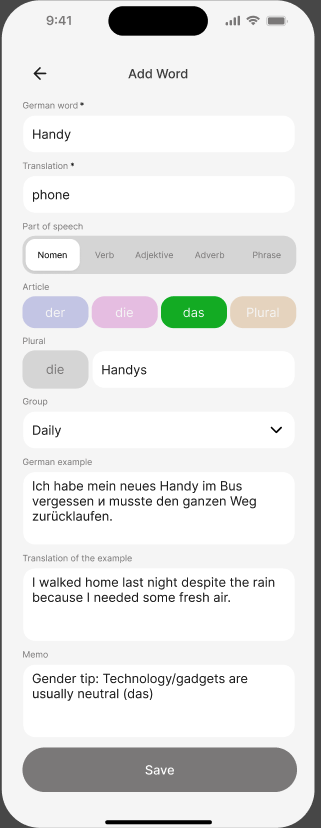 9:41
Add Word
German word *
Handy
Translation *
phone
Part of speech
Nomen Verb Adjektive Adverb Phrase
Article
der die das Plural
Plural
die Handys
Group
Daily
German example
Ich habe mein neues Handy im Bus
vergessen и musste den ganzen Weg
zurücklaufen.
Translation of the example
I walked home last night despite the rain
because I needed some fresh air.
Memo
Gender tip: Technology/gadgets are
usually neutral (das)
Save